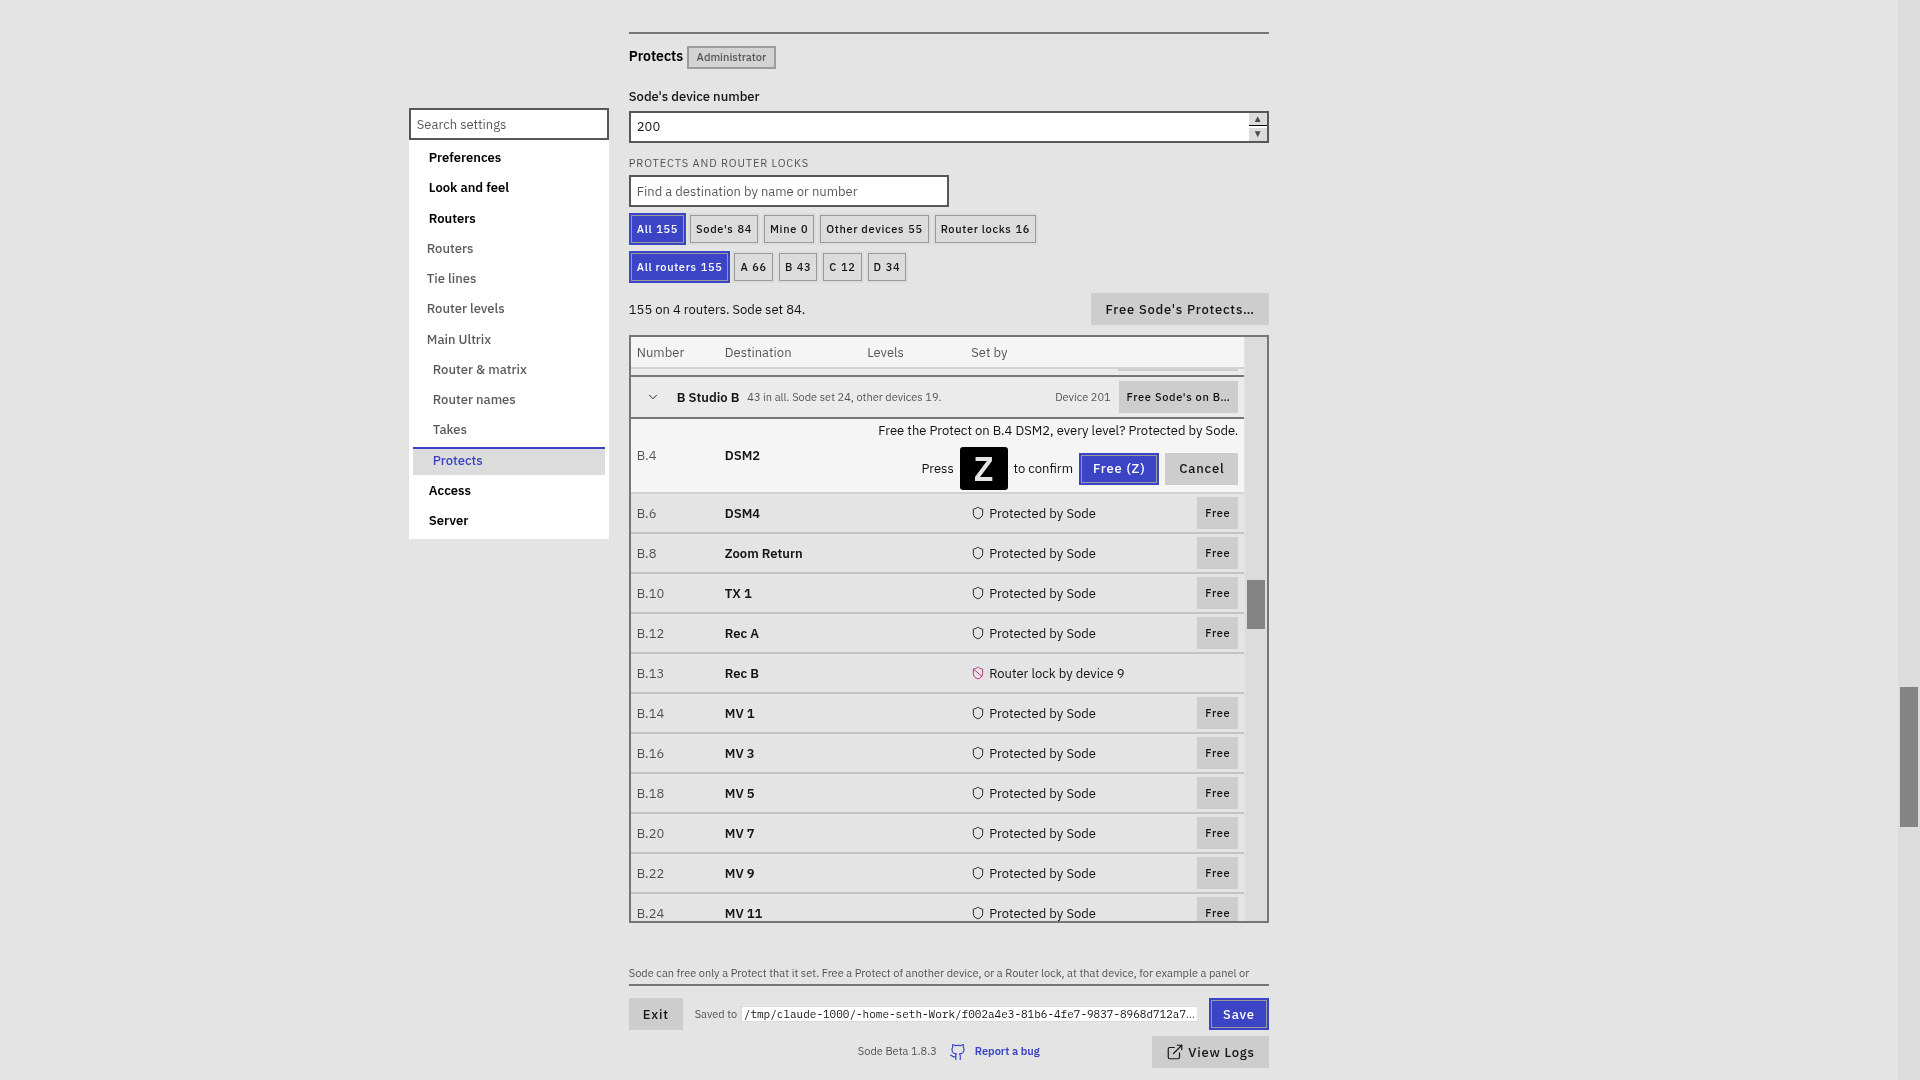 Protects Administrator
Sode's device number
200
Search settings
Preferences
Look and feel
Routers
Routers
Tie lines
Router levels
Main Ultrix
Router & matrix
Router names
Takes
Protects
Access
Server
PROTECTS AND ROUTER LOCKS
Find a destination by name or number
All 155 Sode's 84 Mine 0 Other devices 55 Router locks 16
All routers 155 A 66 B 43 C 12 D 34
155 on 4 routers. Sode set 84. Free Sode's Protects...
Number Destination Levels Set by
B Studio B 43 in all. Sode set 24, other devices 19. Device 201 Free Sode's on B...
Free the Protect on B.4 DSM2, every level? Protected by Sode.
B.4 DSM2
Press Z to confirm Free (Z) Cancel
B.6 DSM4 Protected by Sode Free
B.8 Zoom Return Protected by Sode Free
B.10 TX 1 Protected by Sode Free
B.12 Rec A Protected by Sode Free
B.13 Rec B Router lock by device 9
B.14 MV 1 Protected by Sode Free
B.16 MV 3 Protected by Sode Free
B.18 MV 5 Protected by Sode Free
B.20 MV 7 Protected by Sode Free
B.22 MV 9 Protected by Sode Free
B.24 MV 11 Protected by Sode Free
Sode can free only a Protect that it set. Free a Protect of another device, or a Router lock, at that device, for example a panel or
Exit Saved to /tmp/claude-1000/-home-seth-Work/f002a4e3-81b6-4fe7-9837-8968d712a7... Save
Sode Beta 1.8.3 Report a bug View Logs